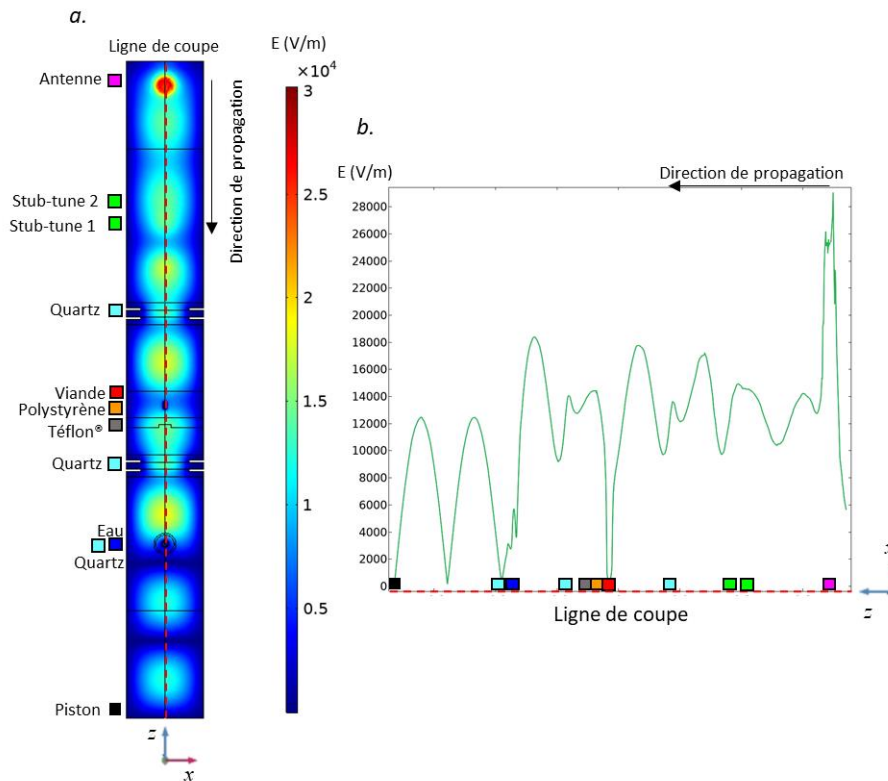 a.
Ligne de coupe
Antenne
Stub-tune 2
Stub-tune 1
Quartz
Viande
Polystyrène
Téflon®
Quartz
Eau
Quartz
Piston
z
x
Direction de propagation
E (V/m)
×10⁴
3
2.5
2
1.5
1
0.5
b.
E (V/m)
Direction de propagation
28000
26000
24000
22000
20000
18000
16000
14000
12000
10000
8000
6000
4000
2000
0
Ligne de coupe
z